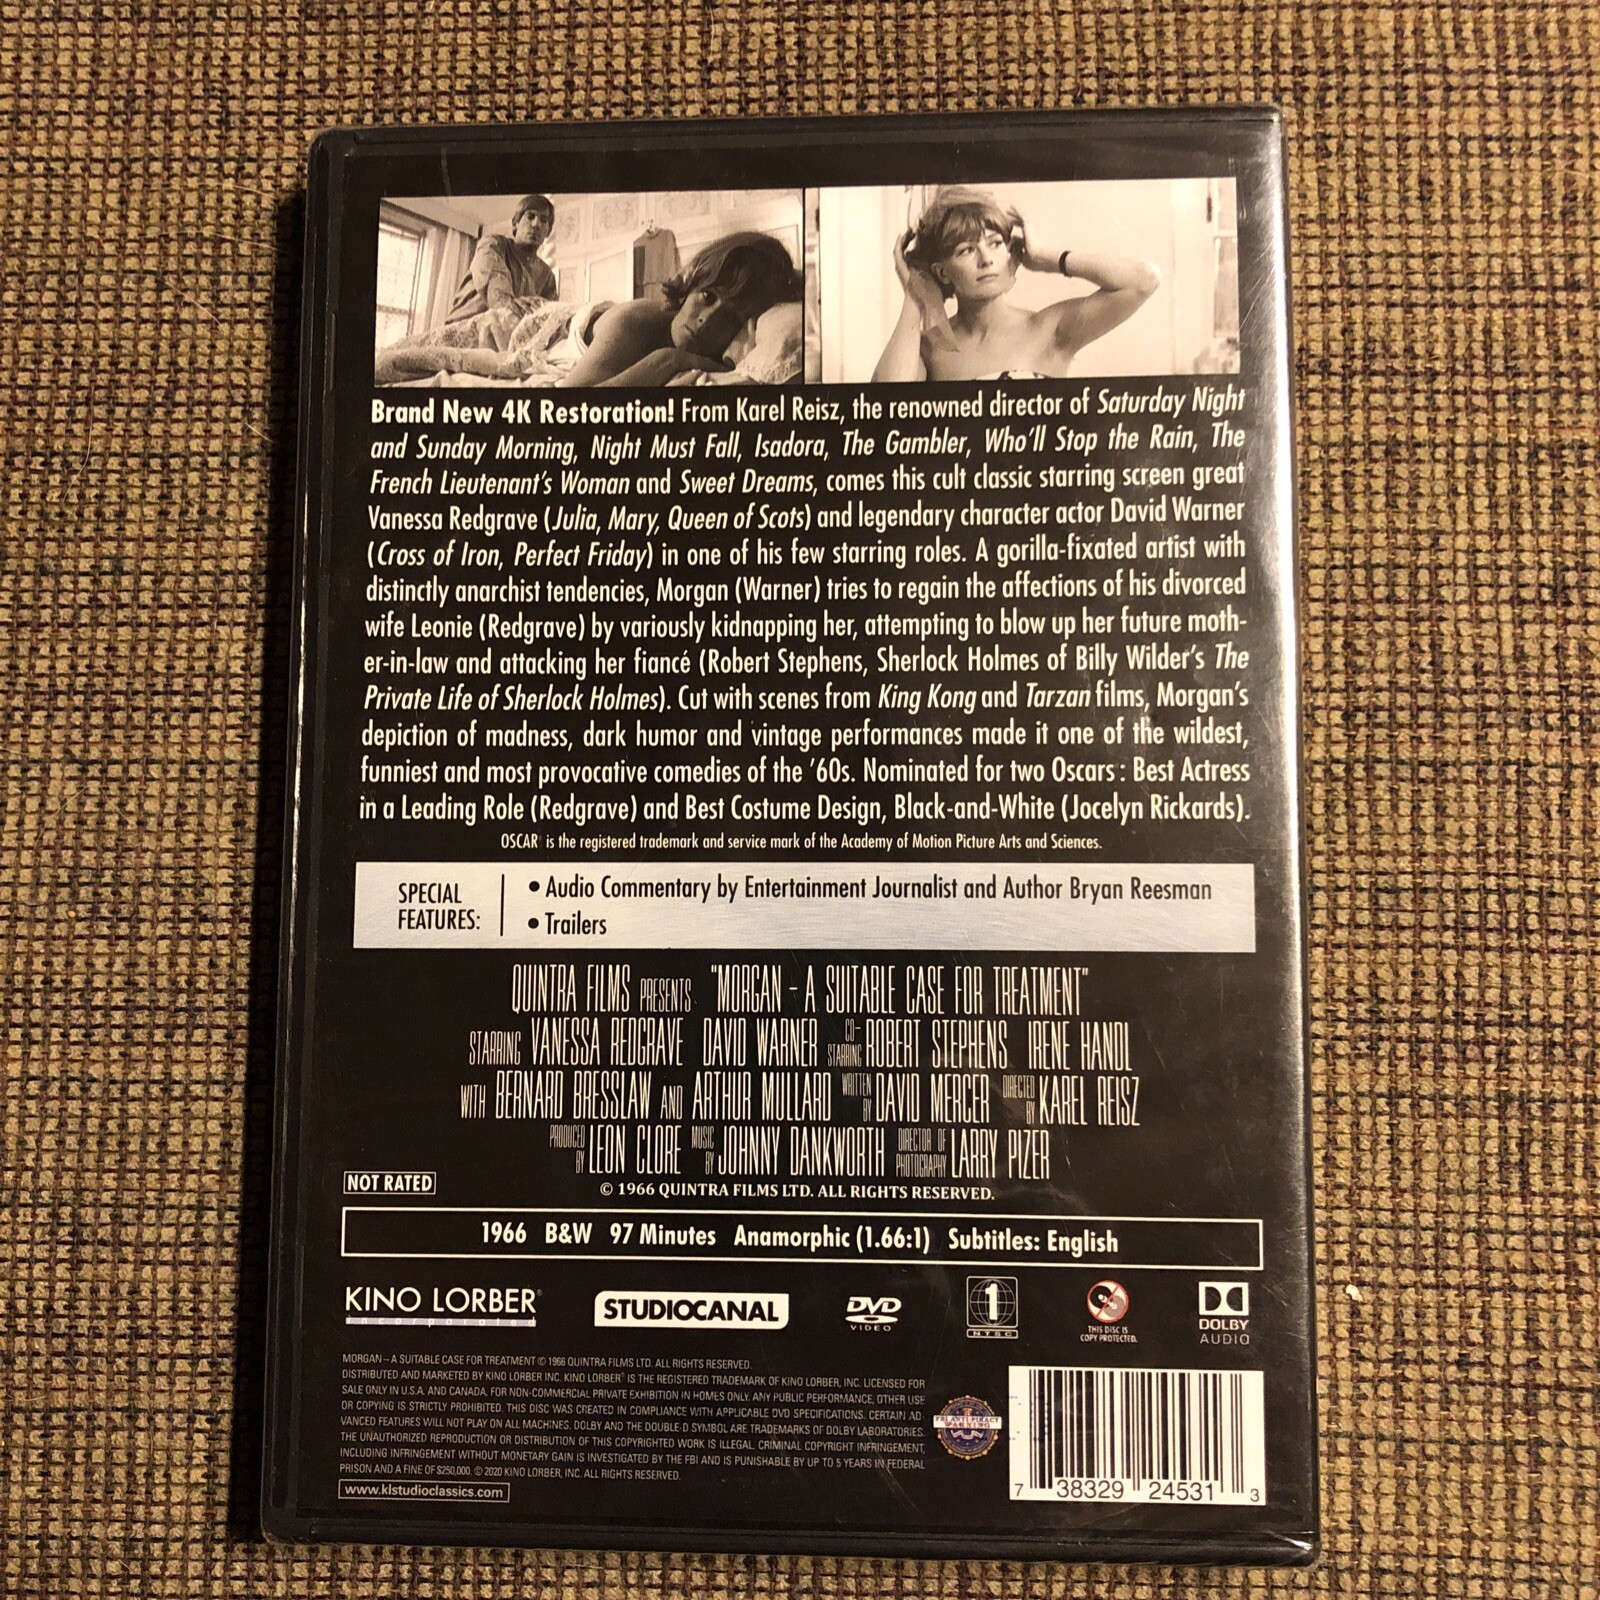 Brand New 4K Restoration! From Karel Reisz, the renowned director of Saturday Night
and Sunday Morning, Night Must Fall, Isadora, The Gambler, Who'll Stop the Rain, The
French Lieutenant's Woman and Sweet Dreams, comes this cult classic starring screen great
Vanessa Redgrave (Julia, Mary, Queen of Scots) and legendary character actor David Warner
(Cross of Iron, Perfect Friday) in one of his few starring roles. A gorilla-fixated artist with
distinctly anarchist tendencies, Morgan (Warner) tries to regain the affections of his divorced
wife Leonie (Redgrave) by variously kidnapping her, attempting to blow up her future moth-
er-in-law and attacking her fiancé (Robert Stephens, Sherlock Holmes of Billy Wilder's The
Private Life of Sherlock Holmes). Cut with scenes from King Kong and Tarzan films, Morgan's
depiction of madness, dark humor and vintage performances made it one of the wildest,
funniest and most provocative comedies of the '60s. Nominated for two Oscars: Best Actress
in a Leading Role (Redgrave) and Best Costume Design, Black-and-White (Jocelyn Rickards).
OSCAR is the registered trademark and service mark of the Academy of Motion Picture Arts and Sciences.
SPECIAL
FEATURES:
• Audio Commentary by Entertainment Journalist and Author Bryan Reesman
• Trailers
QUINTRA FILMS PRESENTS "MORGAN - A SUITABLE CASE FOR TREATMENT"
STARRING VANESSA REDGRAVE DAVID WARNER CO-STARRING ROBERT STEPHENS IRENE HANDL
WITH BERNARD BRESSLAW AND ARTHUR MULLARD WRITTEN BY DAVID MERCER DIRECTED BY KAREL REISZ
PRODUCED BY LEON CLORE MUSIC BY JOHNNY DANKWORTH DIRECTOR OF PHOTOGRAPHY LARRY PIZER
NOT RATED
© 1966 QUINTRA FILMS LTD. ALL RIGHTS RESERVED.
1966 B&W 97 Minutes Anamorphic (1.66:1) Subtitles: English
KINO LORBER®
incorporated
STUDIOCANAL
DVD
VIDEO
1
NTSC
THIS DISC IS
COPY PROTECTED.
DOLBY
AUDIO
MORGAN – A SUITABLE CASE FOR TREATMENT © 1966 QUINTRA FILMS LTD. ALL RIGHTS RESERVED.
DISTRIBUTED AND MARKETED BY KINO LORBER INC. KINO LORBER® IS THE REGISTERED TRADEMARK OF KINO LORBER, INC. LICENSED FOR
SALE ONLY IN U.S.A. AND CANADA. FOR NON-COMMERCIAL PRIVATE EXHIBITION IN HOMES ONLY. ANY PUBLIC PERFORMANCE, OTHER USE
OR COPYING IS STRICTLY PROHIBITED. THIS DISC WAS CREATED IN COMPLIANCE WITH APPLICABLE DVD SPECIFICATIONS. CERTAIN AD-
VANCED FEATURES WILL NOT PLAY ON ALL MACHINES. DOLBY AND THE DOUBLE-D SYMBOL ARE TRADEMARKS OF DOLBY LABORATORIES.
THE UNAUTHORIZED REPRODUCTION OR DISTRIBUTION OF THIS COPYRIGHTED WORK IS ILLEGAL. CRIMINAL COPYRIGHT INFRINGEMENT,
INCLUDING INFRINGEMENT WITHOUT MONETARY GAIN IS INVESTIGATED BY THE FBI AND IS PUNISHABLE BY UP TO 5 YEARS IN FEDERAL
PRISON AND A FINE OF $250,000. © 2020 KINO LORBER, INC. ALL RIGHTS RESERVED.
www.klstudioclassics.com
FBI ANTI-PIRACY
WARNING
7 38329 24531 3